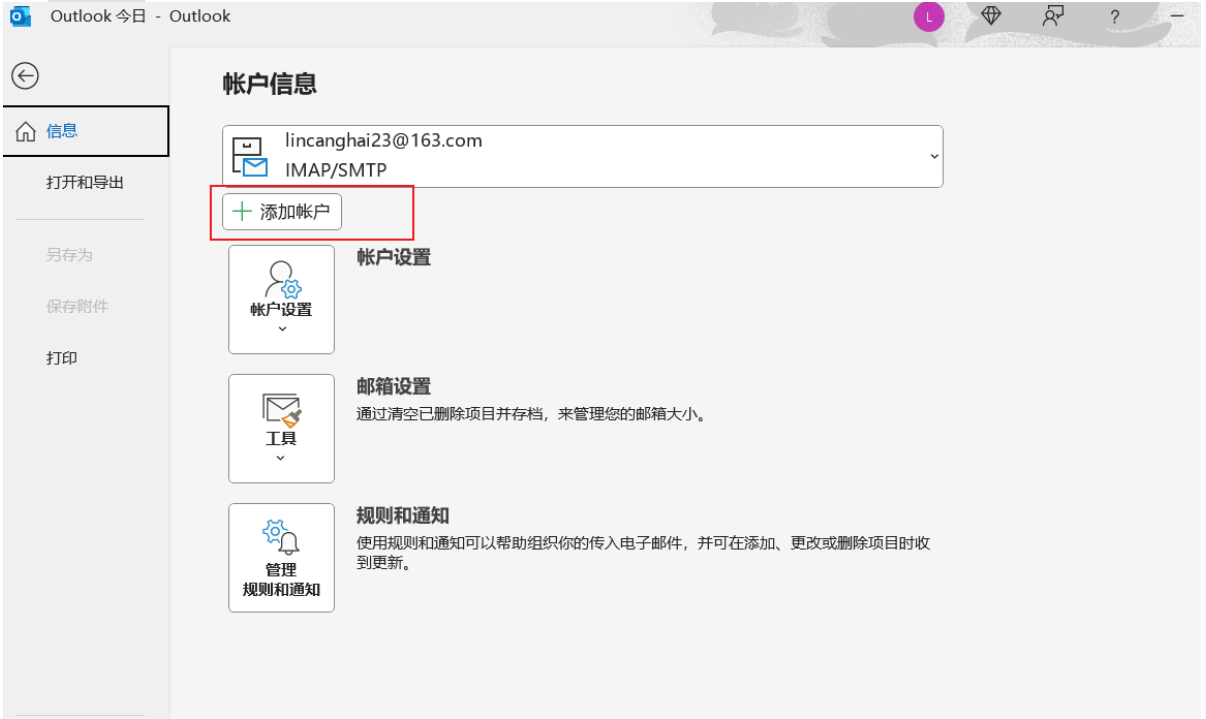 Outlook 今日 - Outlook
L
?
帐户信息
信息
lincanghai23@163.com
IMAP/SMTP
打开和导出
添加帐户
另存为
帐户设置
帐户设置
保存附件
打印
邮箱设置
通过清空已删除项目并存档，来管理您的邮箱大小。
工具
规则和通知
使用规则和通知可以帮助组织你的传入电子邮件，并可在添加、更改或删除项目时收
到更新。
管理
规则和通知